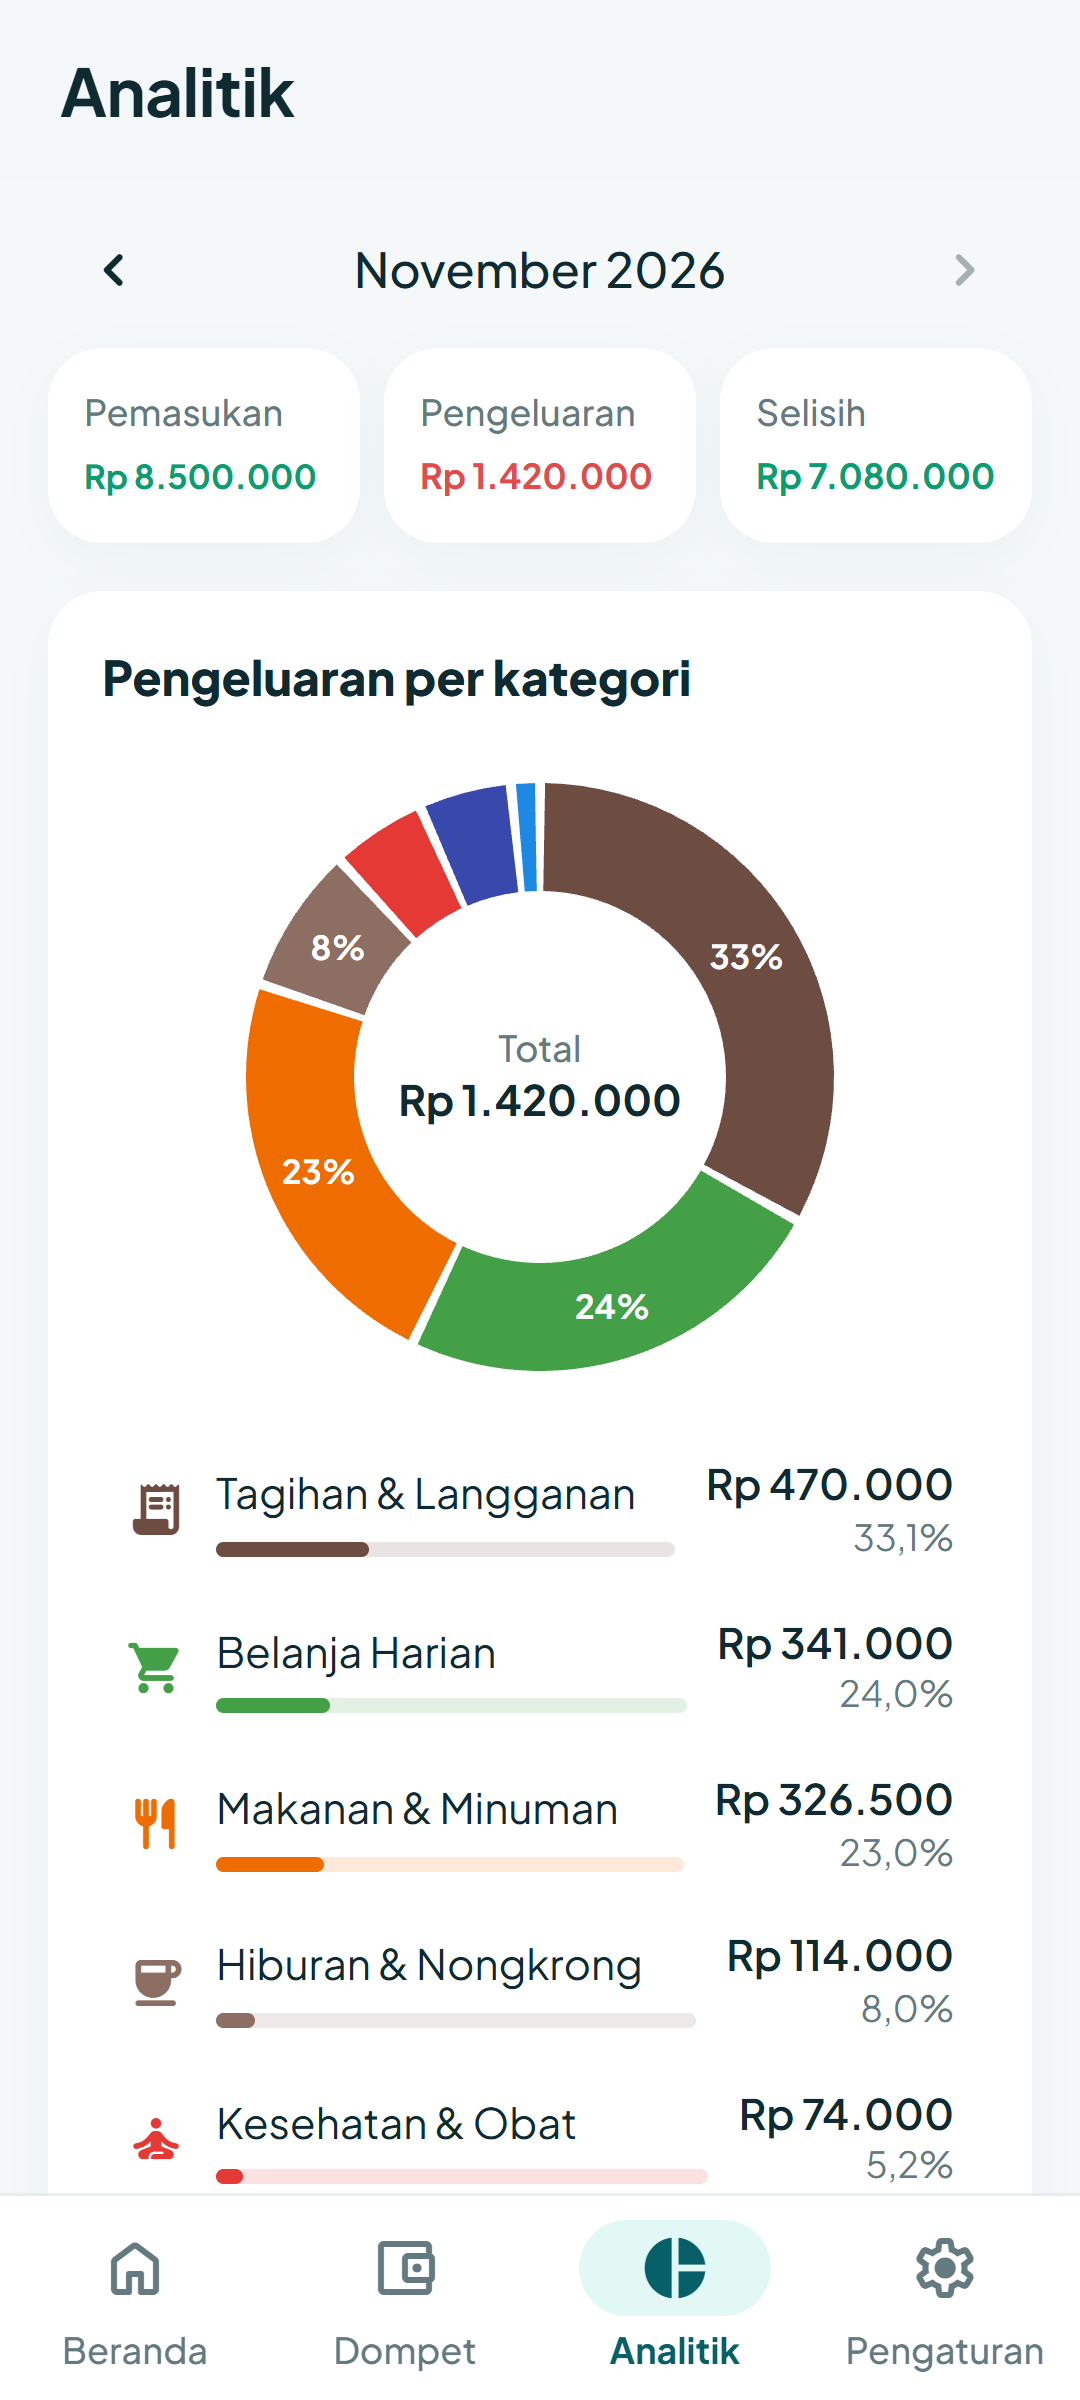 Analitik
November 2026
Pemasukan
Rp 8.500.000
Pengeluaran
Rp 1.420.000
Selisih
Rp 7.080.000
Pengeluaran per kategori
33%
24%
23%
8%
Total
Rp 1.420.000
Tagihan & Langganan
Rp 470.000
33,1%
Belanja Harian
Rp 341.000
24,0%
Makanan & Minuman
Rp 326.500
23,0%
Hiburan & Nongkrong
Rp 114.000
8,0%
Kesehatan & Obat
Rp 74.000
5,2%
Beranda
Dompet
Analitik
Pengaturan